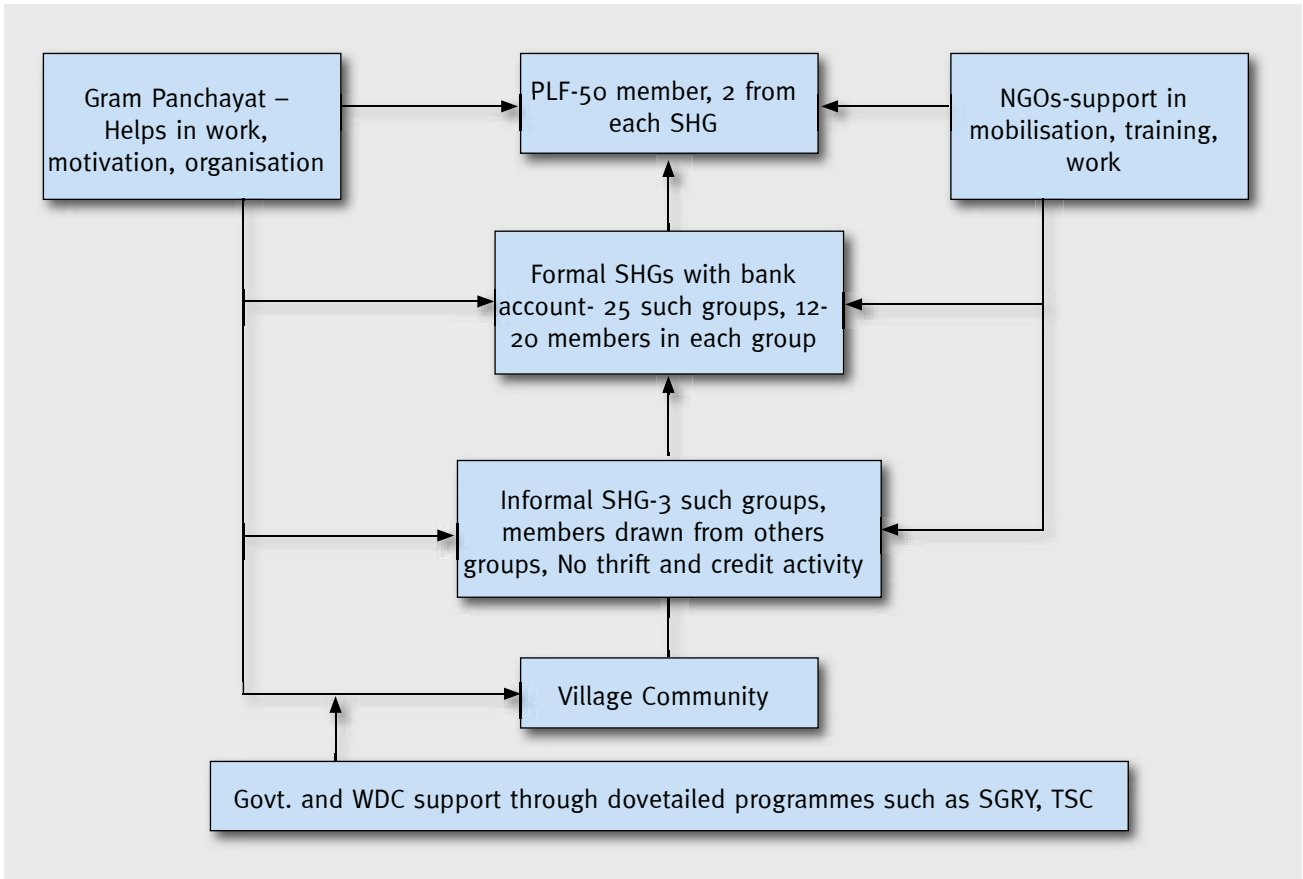 Gram Panchayat –
Helps in work,
motivation, organisation
PLF-50 member, 2 from
each SHG
NGOs-support in
mobilisation, training,
work
Formal SHGs with bank
account- 25 such groups, 12-
20 members in each group
Informal SHG-3 such groups,
members drawn from others
groups, No thrift and credit activity
Village Community
Govt. and WDC support through dovetailed programmes such as SGRY, TSC